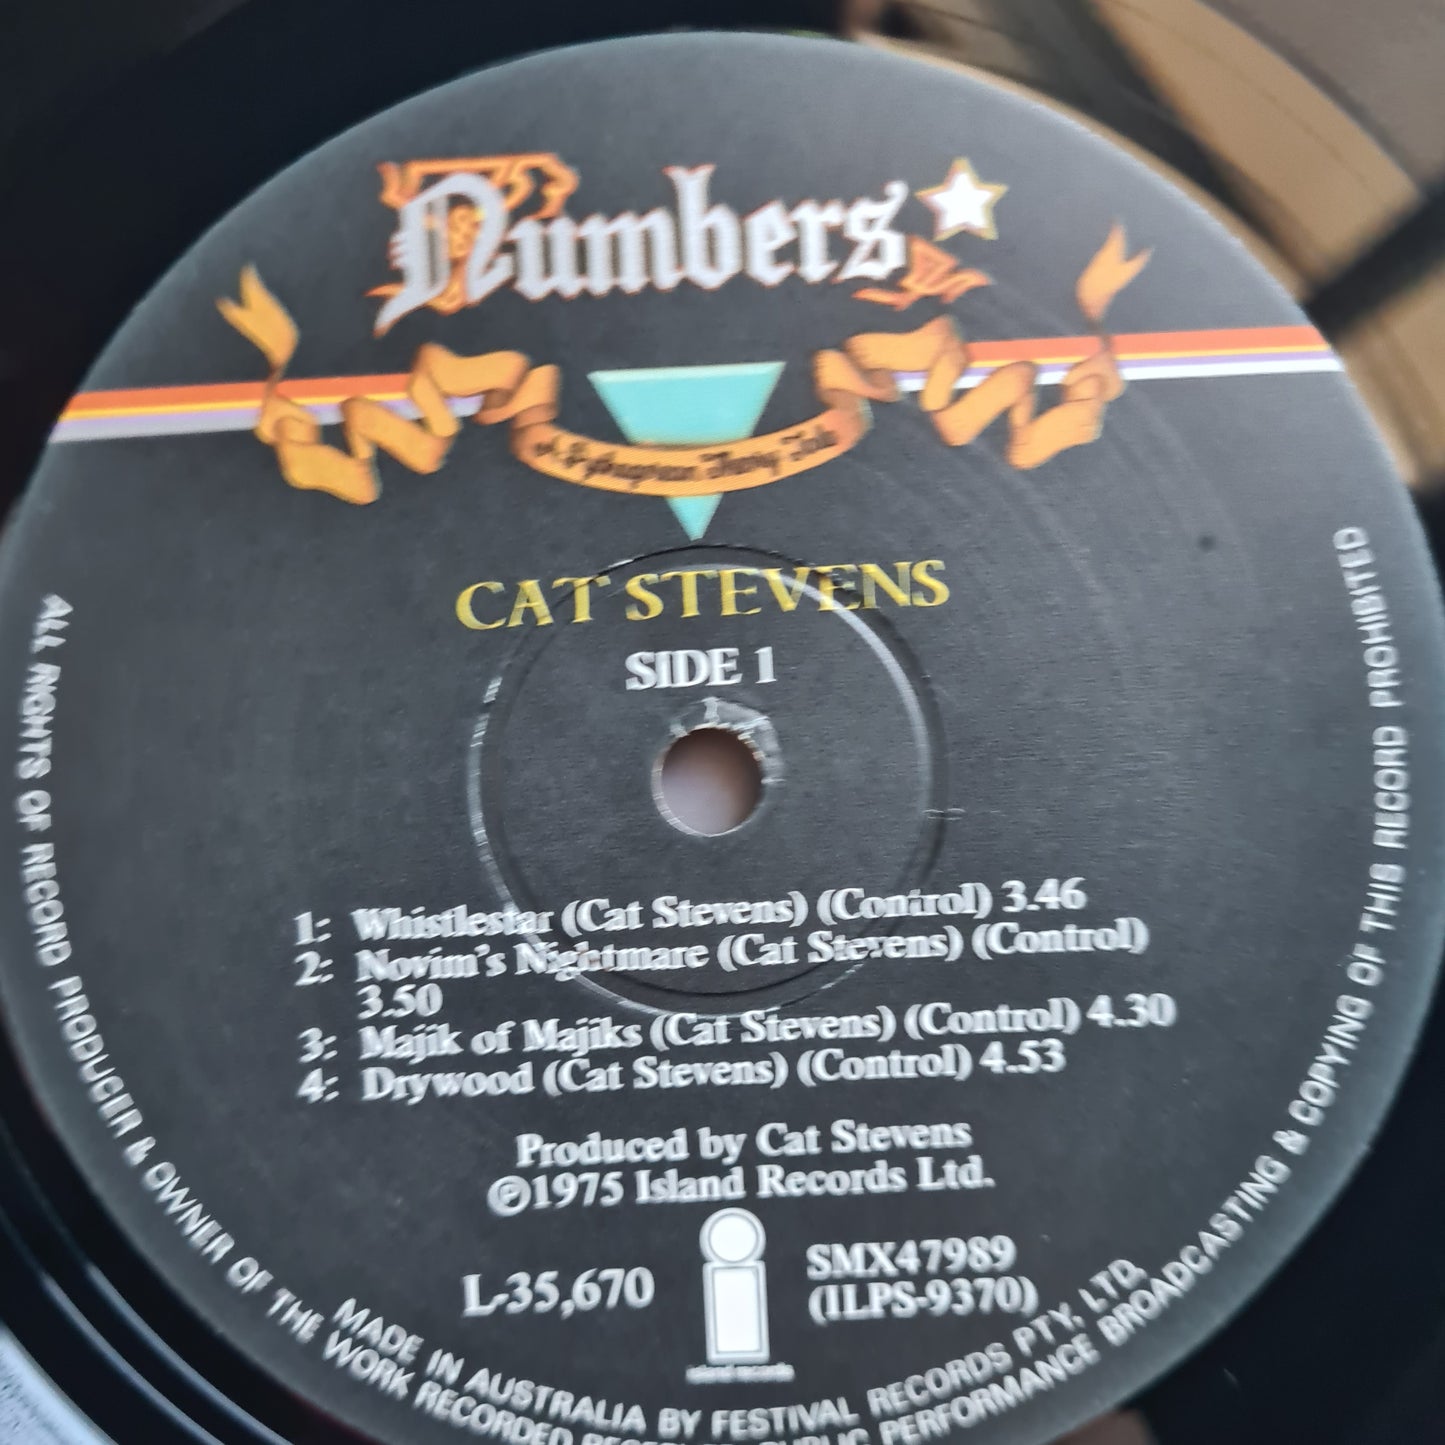 Numbers
A Pythagorean Theory Tale
CAT STEVENS
SIDE 1
1: Whistlestar (Cat Stevens) (Control) 3.46
2: Novim's Nightmare (Cat Stevens) (Control)
3.50
3: Majik of Majiks (Cat Stevens) (Control) 4.30
4: Drywood (Cat Stevens) (Control) 4.53
Produced by Cat Stevens
℗1975 Island Records Ltd.
L-35,670
SMX47989
(ILPS-9370)
island records
MADE IN AUSTRALIA BY FESTIVAL RECORDS PTY. LTD.
ALL RIGHTS OF RECORD PRODUCER & OWNER OF THE WORK RECORDED RESERVED PUBLIC PERFORMANCE BROADCASTING & COPYING OF THIS RECORD PROHIBITED